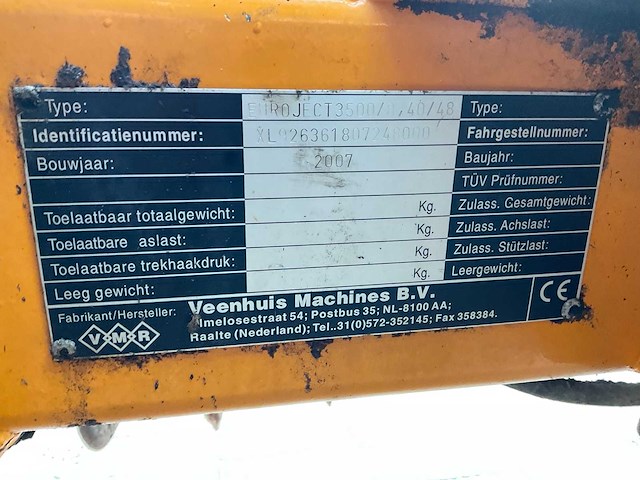 Type: EUROJECT3500/ Type:
Identificatienummer: Fahrgestellnummer:
Bouwjaar: 2007 Baujahr:
TÜV Prüfnummer:
Toelaatbaar totaalgewicht: Kg. Zulass. Gesamtgewicht:
Toelaatbare aslast: Kg. Zulass. Achslast:
Toelaatbare trekhaakdruk: Kg. Zulass. Stützlast:
Leeg gewicht: Kg. Leergewicht:
Fabrikant/Hersteller: Veenhuis Machines B.V.
Almelosestraat 54; Postbus 35; NL-8100 AA;
Raalte (Nederland); Tel..31(0)572-352145; Fax 358384.
VMR
CE